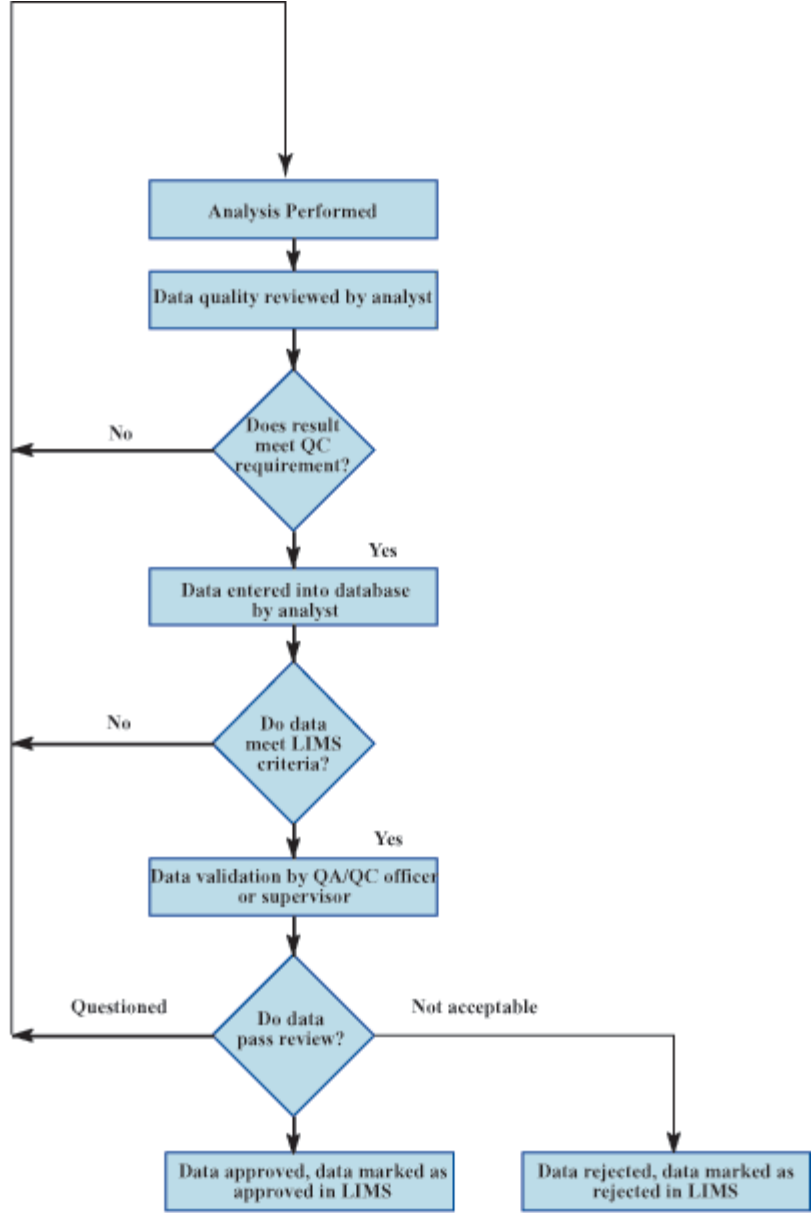 Analysis Performed
Data quality reviewed by analyst
Does result
meet QC
requirement?
No
Yes
Data entered into database
by analyst
Do data
meet LIMS
criteria?
No
Yes
Data validation by QA/QC officer
or supervisor
Questioned
Do data
pass review?
Not acceptable
Data approved, data marked as
approved in LIMS
Data rejected, data marked as
rejected in LIMS